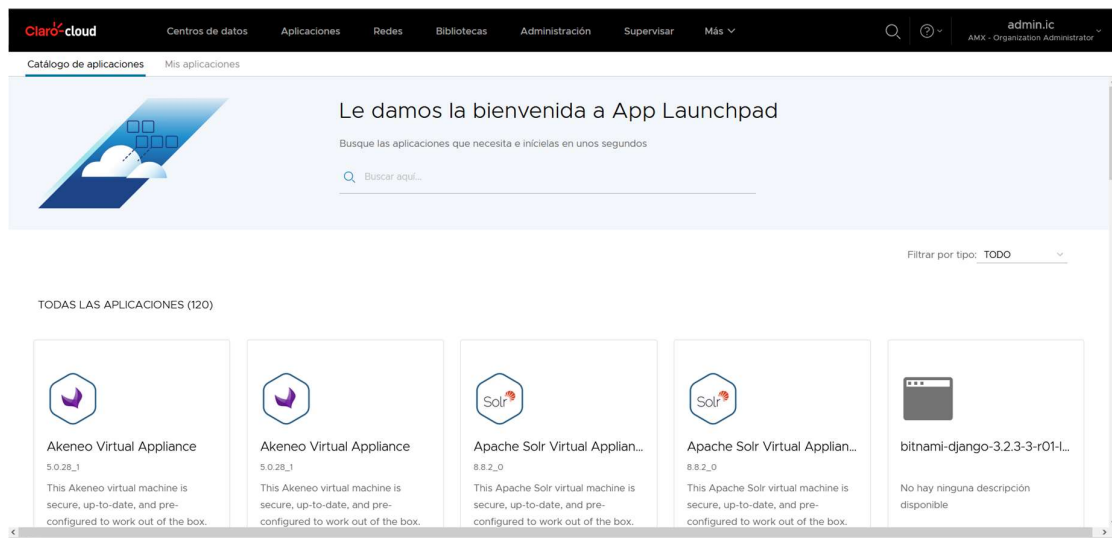 Claro-cloud Centros de datos Aplicaciones Redes Bibliotecas Administración Supervisar Más admin.ic
AMX - Organization Administrator
Catálogo de aplicaciones Mis aplicaciones
Le damos la bienvenida a App Launchpad
Busque las aplicaciones que necesita e inícielas en unos segundos
Buscar aquí...
Filtrar por tipo: TODO
TODAS LAS APLICACIONES (120)
Solr Solr
Akeneo Virtual Appliance Akeneo Virtual Appliance Apache Solr Virtual Applian... Apache Solr Virtual Applian... bitnami-django-3.2.3-3-r01-l...
5.0.28_1 5.0.28_1 8.8.2_0 8.8.2_0
This Akeneo virtual machine is This Akeneo virtual machine is This Apache Solr virtual machine is This Apache Solr virtual machine is No hay ninguna descripción
secure, up-to-date, and pre- secure, up-to-date, and pre- secure, up-to-date, and pre- secure, up-to-date, and pre- disponible
configured to work out of the box. configured to work out of the box. configured to work out of the box. configured to work out of the box.